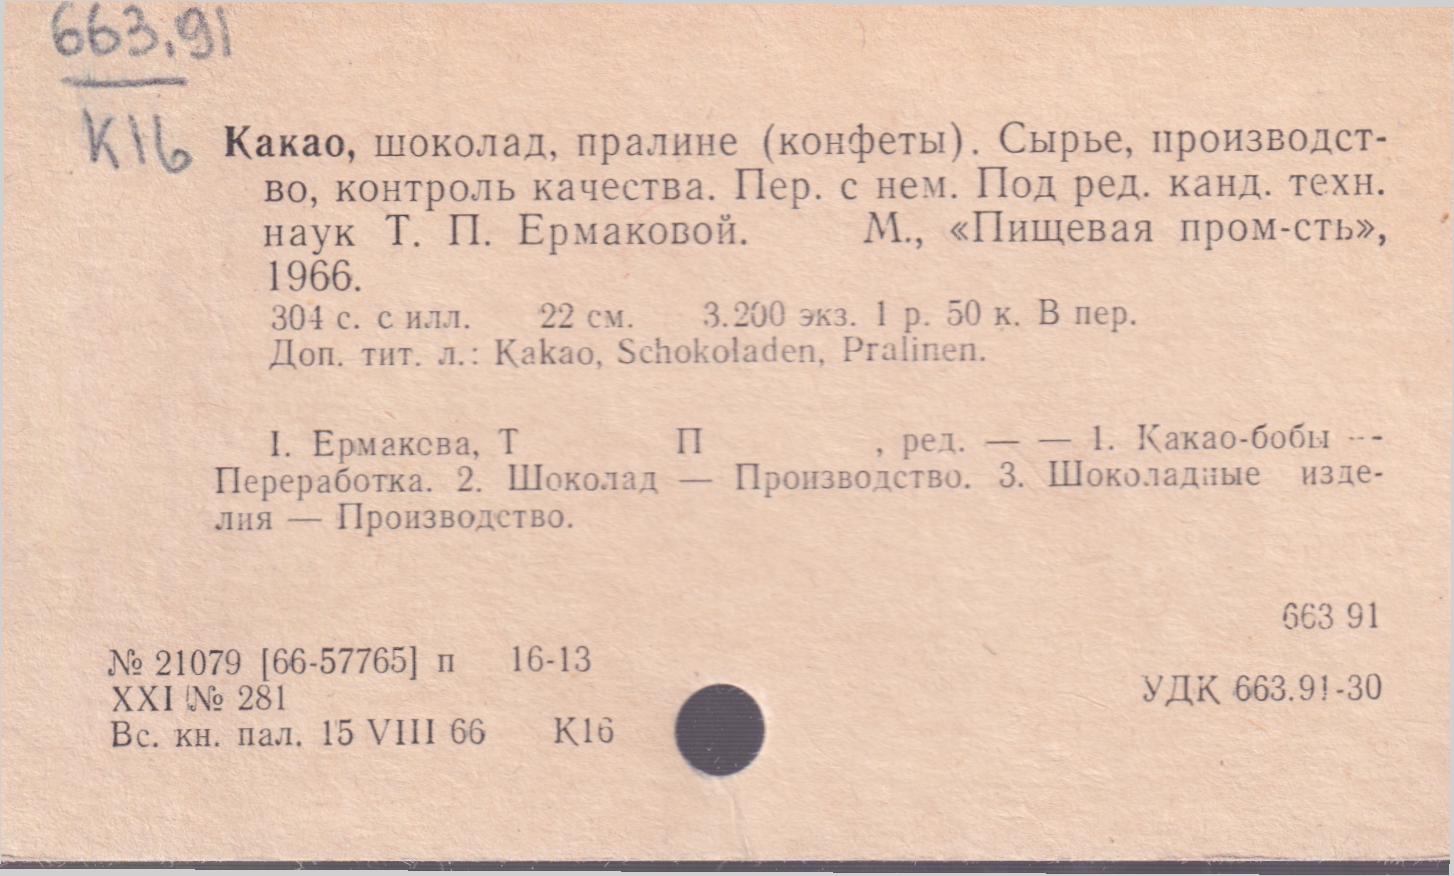 663.91
К16
Какао, шоколад, пралине (конфеты). Сырье, производст-
во, контроль качества. Пер. с нем. Под ред. канд. техн.
наук Т. П. Ермаковой. М., «Пищевая пром-сть»,
1966.
304 с. с илл. 22 см. 3.200 экз. 1 р. 50 к. В пер.
Доп. тит. л.: Kakao, Schokoladen, Pralinen.
I. Ермакова, Т П , ред. — — 1. Какао-бобы —
Переработка. 2. Шоколад — Производство. 3. Шоколадные изде-
лия — Производство.
663 91
№ 21079 [66-57765] п 16-13
XXI № 281
УДК 663.91-30
Вс. кн. пал. 15 VIII 66 К16